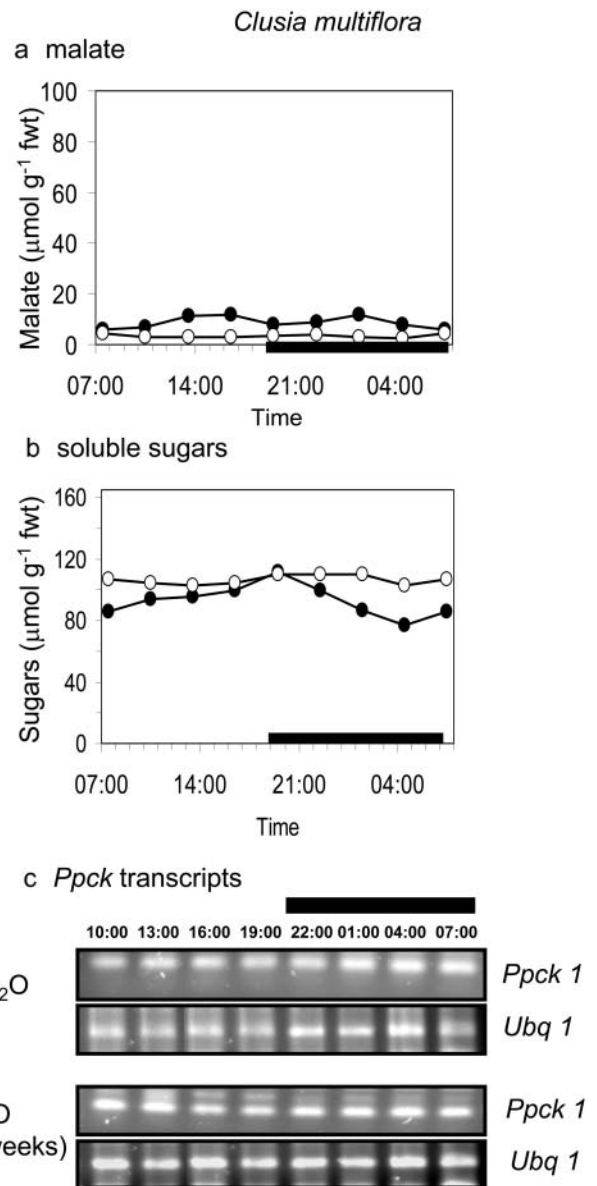 Clusia multiflora
a malate
100
80
60
40
20
0
Malate (μmol g⁻¹ fwt)
07:00 14:00 21:00 04:00
Time
b soluble sugars
160
120
80
40
0
Sugars (μmol g⁻¹ fwt)
07:00 14:00 21:00 04:00
Time
c Ppck transcripts
10:00 13:00 16:00 19:00 22:00 01:00 04:00 07:00
₂O Ppck 1
Ubq 1
O Ppck 1
weeks) Ubq 1